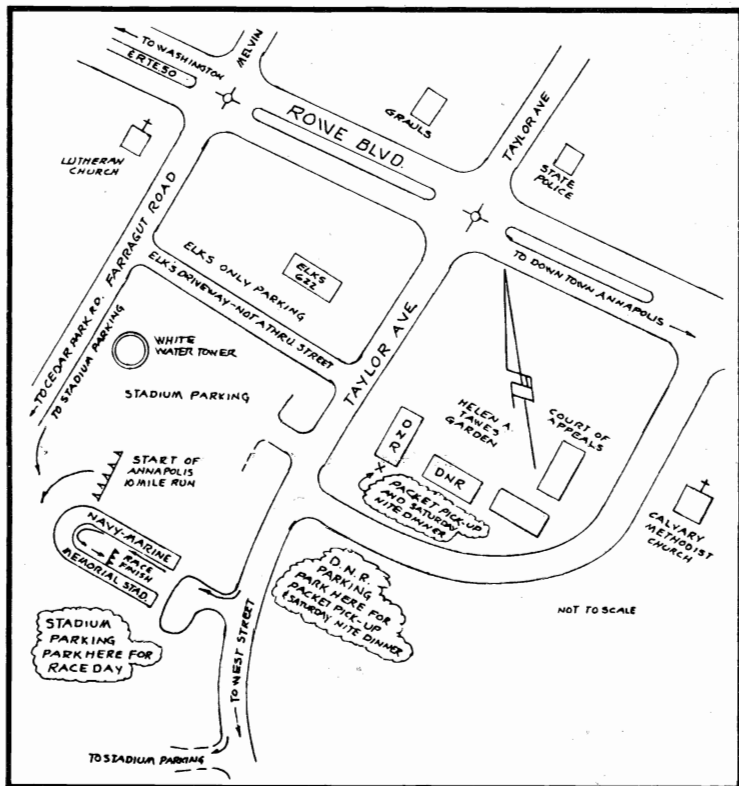 TO WASHINGTON
& RTE 50
MELVIN
ROWE BLVD.
GRAULS
TAYLOR AVE
STATE
POLICE
LUTHERAN
CHURCH
FARRAGUT ROAD
TO CEDAR PARK RD.
TO STADIUM PARKING
ELKS ONLY PARKING
ELKS
622
ELK'S DRIVEWAY-NOT A THRU STREET
TO DOWNTOWN ANNAPOLIS
WHITE
WATER TOWER
STADIUM PARKING
TAYLOR AVE.
HELEN A.
TAWES
GARDEN
COURT OF
APPEALS
DNR
DNR
X
PACKET PICK-UP
AND SATURDAY
NITE DINNER
START OF
ANNAPOLIS
10 MILE RUN
NAVY-MARINE
RACE
FINISH
MEMORIAL STAD.
CALVARY
METHODIST
CHURCH
D.N.R.
PARKING
PARK HERE FOR
PACKET PICK-UP
& SATURDAY NITE DINNER
NOT TO SCALE
STADIUM
PARKING
PARK HERE FOR
RACE DAY
TO WEST STREET
TO STADIUM PARKING